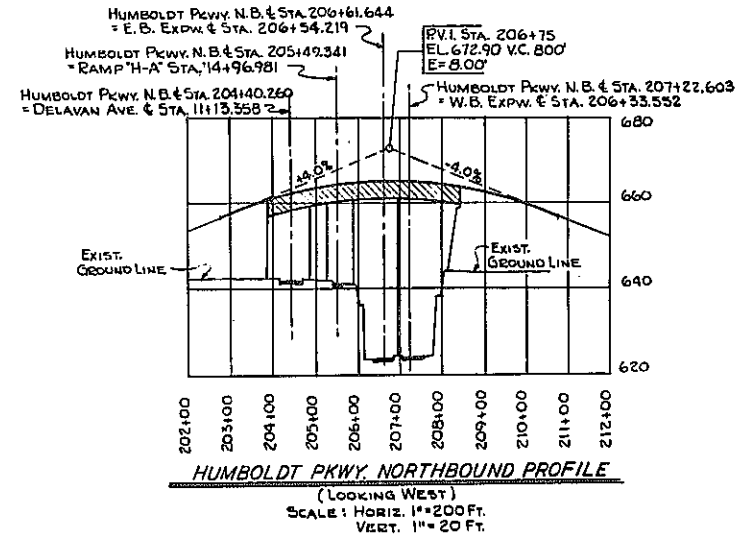 HUMBOLDT PKWY. N.B. ℄ STA. 206+61.644
= E.B. EXPW. ℄ STA. 206+54.219
HUMBOLDT PKWY. N.B. ℄ STA. 205+49.341
= RAMP "H-A" STA. 14+96.981
HUMBOLDT PKWY. N.B. ℄ STA. 204+40.260
= DELAVAN AVE. ℄ STA. 11+13.358
P.V.I. STA. 206+75
EL. 672.90 V.C. 800'
E= 8.00'
HUMBOLDT PKWY. N.B. ℄ STA. 207+22.603
= W.B. EXPW. ℄ STA. 206+33.552
680
+4.0%
-4.0%
660
EXIST.
GROUND LINE
EXIST.
GROUND LINE
640
620
202+00
203+00
204+00
205+00
206+00
207+00
208+00
209+00
210+00
211+00
212+00
HUMBOLDT PKWY. NORTHBOUND PROFILE
(LOOKING WEST)
SCALE: HORIZ. 1"=200 FT.
VERT. 1"=20 FT.